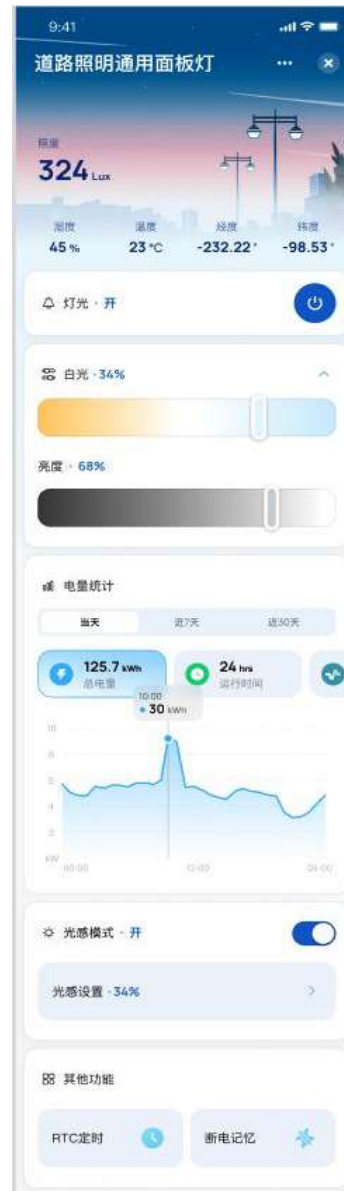 9:41
道路照明通用面板灯
照度
324 Lux
湿度 温度 经度 纬度
45 % 23 °C -232.22 ° -98.53 °
灯光 · 开
白光 · 34%
亮度 · 68%
电量统计
当天 近7天 近30天
125.7 kWh
总电量
24 hrs
运行时间
10:00
30 kWh
10
8
4
2
kW
00:00 12:00 24:00
光感模式 · 开
光感设置 · 34%
其他功能
RTC定时 断电记忆